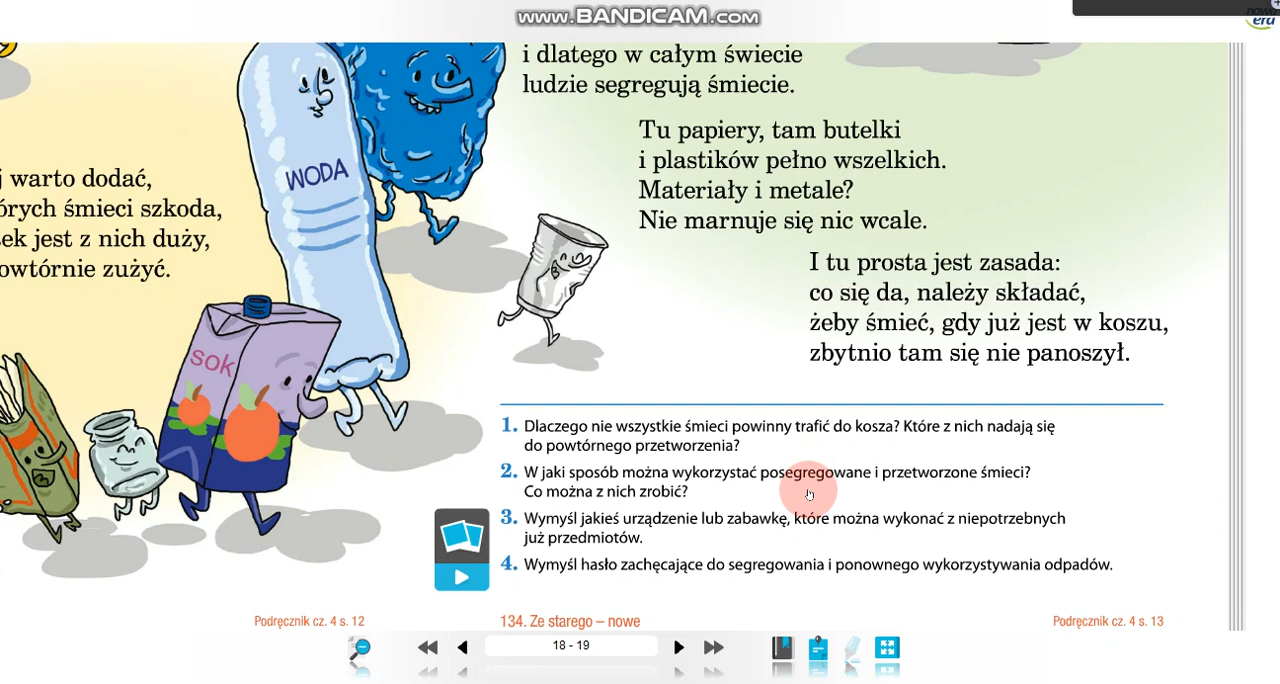 www.BANDICAM.com
nowa
era
i dlatego w całym świecie
ludzie segregują śmiecie.
Tu papiery, tam butelki
i plastików pełno wszelkich.
Materiały i metale?
Nie marnuje się nic wcale.
I tu prosta jest zasada:
co się da, należy składać,
żeby śmieć, gdy już jest w koszu,
zbytnio tam się nie panoszył.
warto dodać,
śmieci szkoda,
jest z nich duży,
zużyć.
WODA
sok
1. Dlaczego nie wszystkie śmieci powinny trafić do kosza? Które z nich nadają się
do powtórnego przetworzenia?
2. W jaki sposób można wykorzystać posegregowane i przetworzone śmieci?
Co można z nich zrobić?
3. Wymyśl jakieś urządzenie lub zabawkę, które można wykonać z niepotrzebnych
już przedmiotów.
4. Wymyśl hasło zachęcające do segregowania i ponownego wykorzystywania odpadów.
Podręcznik cz. 4 s. 12
134. Ze starego – nowe
Podręcznik cz. 4 s. 13
18 - 19